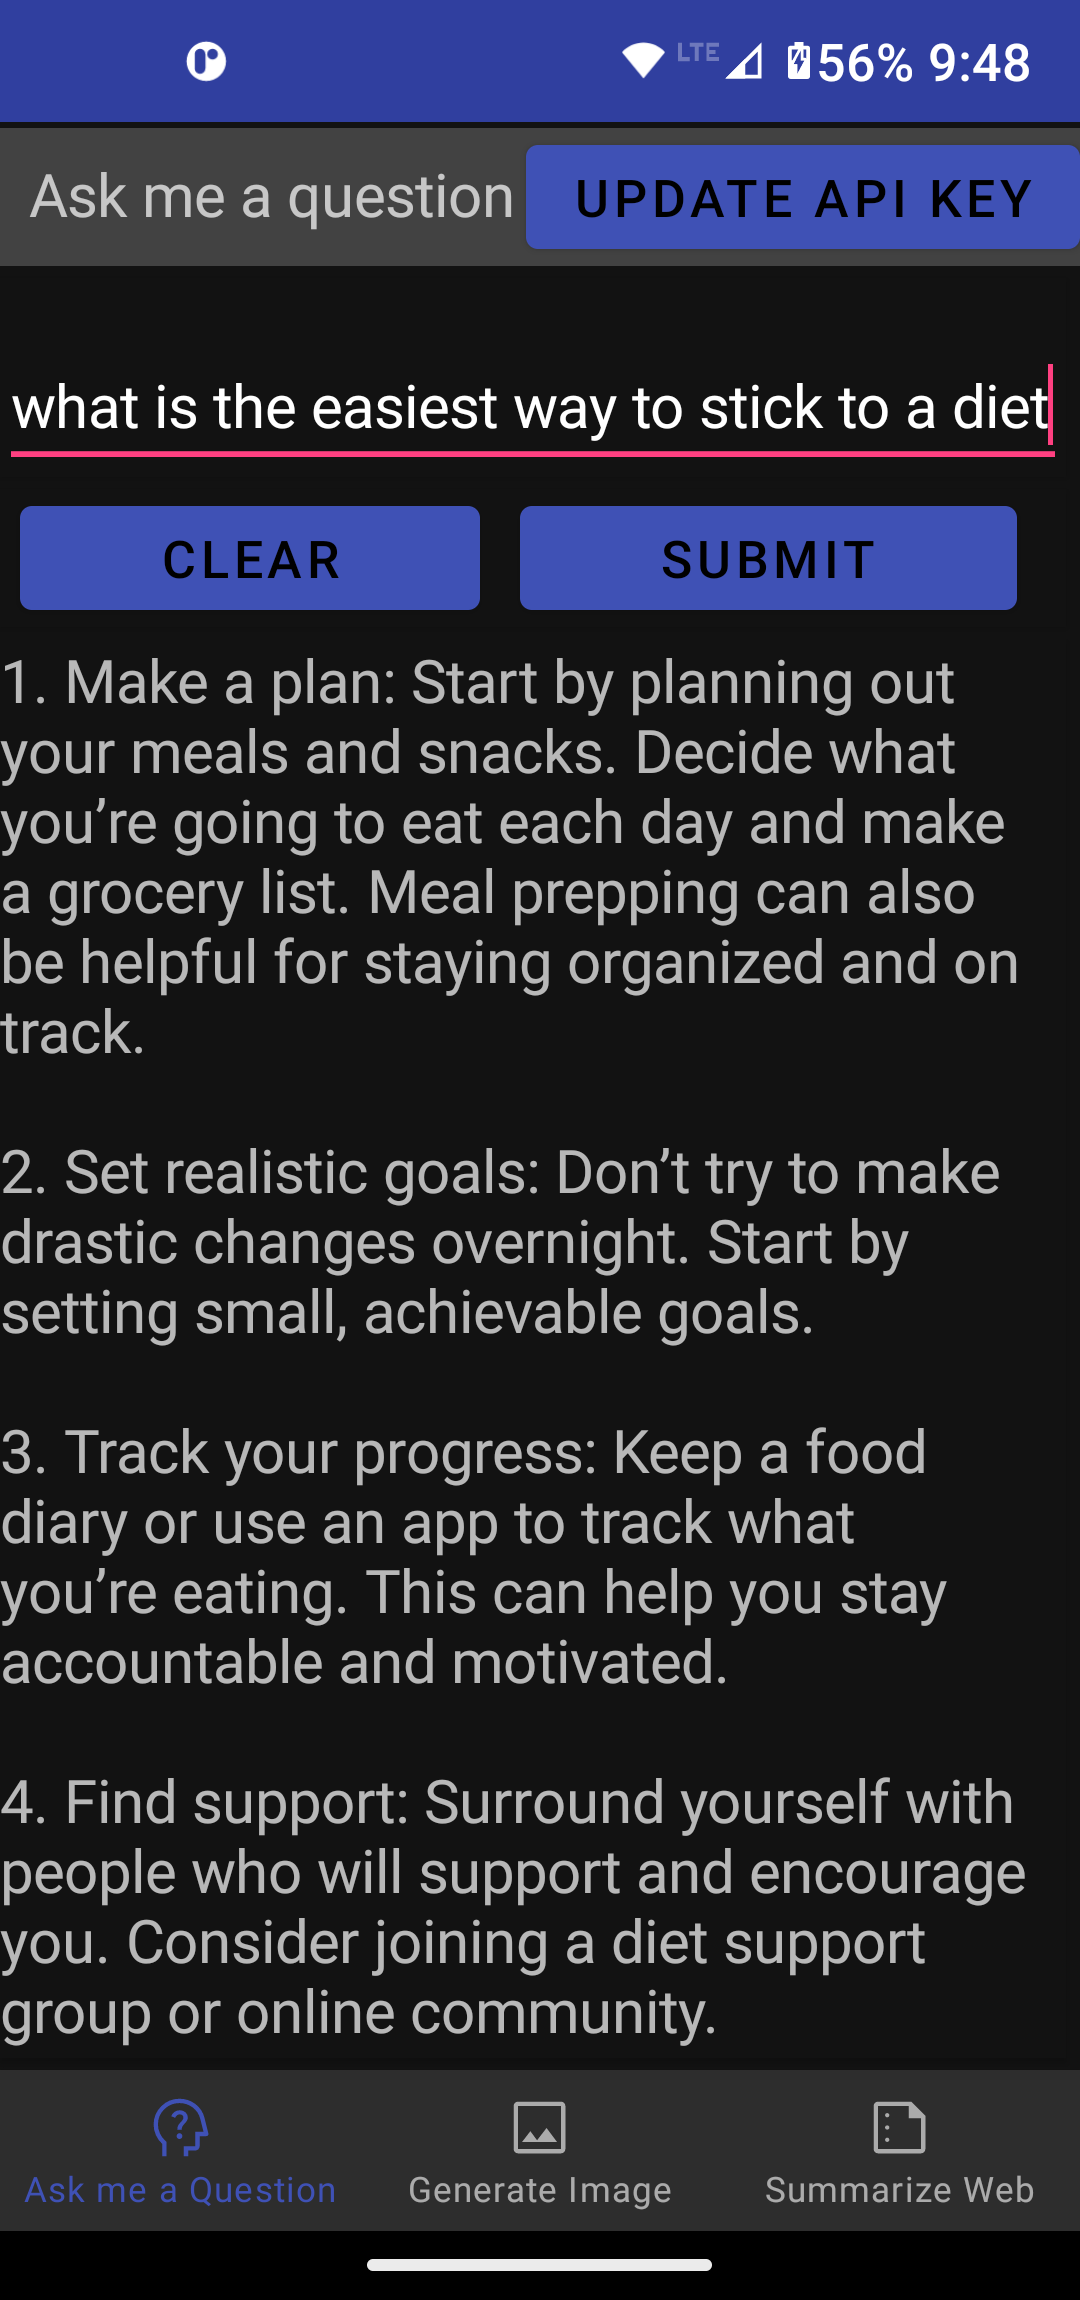 LTE 56% 9:48
Ask me a question UPDATE API KEY
what is the easiest way to stick to a diet
CLEAR SUBMIT
1. Make a plan: Start by planning out
your meals and snacks. Decide what
you’re going to eat each day and make
a grocery list. Meal prepping can also
be helpful for staying organized and on
track.
2. Set realistic goals: Don’t try to make
drastic changes overnight. Start by
setting small, achievable goals.
3. Track your progress: Keep a food
diary or use an app to track what
you’re eating. This can help you stay
accountable and motivated.
4. Find support: Surround yourself with
people who will support and encourage
you. Consider joining a diet support
group or online community.
Ask me a Question Generate Image Summarize Web